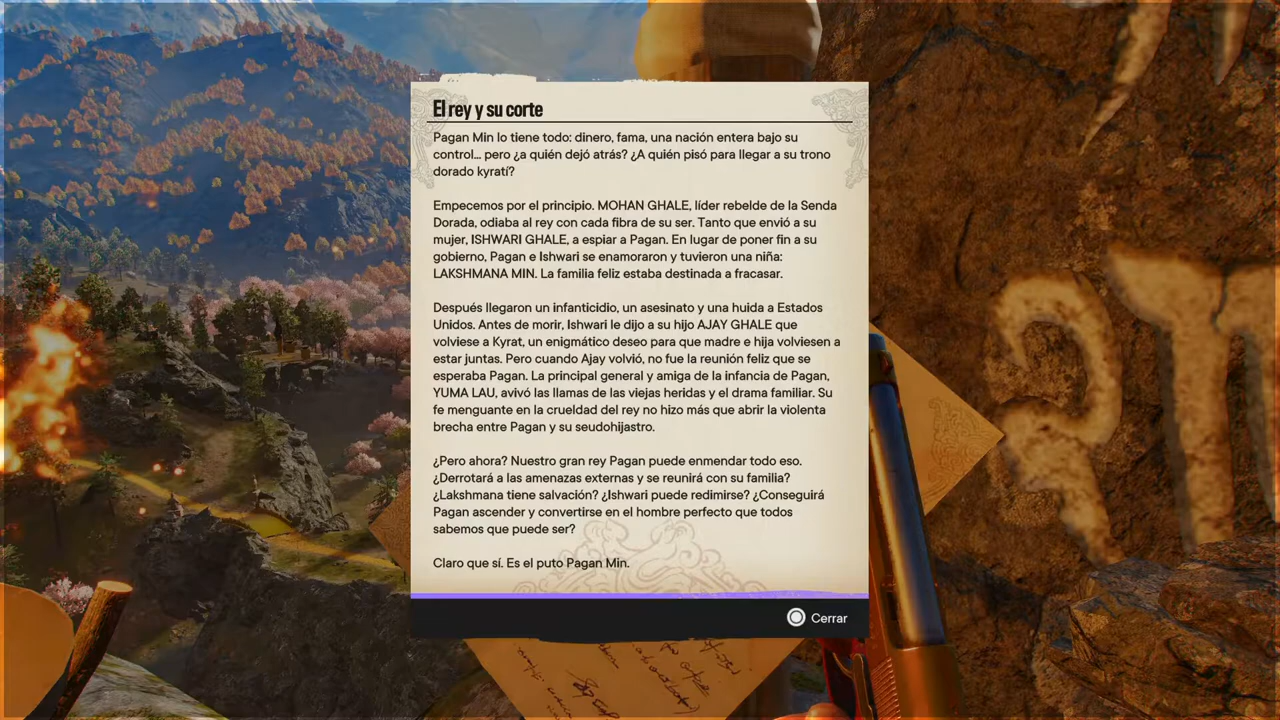 El rey y su corte
Pagan Min lo tiene todo: dinero, fama, una nación entera bajo su
control... pero ¿a quién dejó atrás? ¿A quién pisó para llegar a su trono
dorado kyratí?
Empecemos por el principio. MOHAN GHALE, líder rebelde de la Senda
Dorada, odiaba al rey con cada fibra de su ser. Tanto que envió a su
mujer, ISHWARI GHALE, a espiar a Pagan. En lugar de poner fin a su
gobierno, Pagan e Ishwari se enamoraron y tuvieron una niña:
LAKSHMANA MIN. La familia feliz estaba destinada a fracasar.
Después llegaron un infanticidio, un asesinato y una huida a Estados
Unidos. Antes de morir, Ishwari le dijo a su hijo AJAY GHALE que
volviese a Kyrat, un enigmático deseo para que madre e hija volviesen a
estar juntas. Pero cuando Ajay volvió, no fue la reunión feliz que se
esperaba Pagan. La principal general y amiga de la infancia de Pagan,
YUMA LAU, avivó las llamas de las viejas heridas y el drama familiar. Su
fe menguante en la crueldad del rey no hizo más que abrir la violenta
brecha entre Pagan y su seudohijastro.
¿Pero ahora? Nuestro gran rey Pagan puede enmendar todo eso.
¿Derrotará a las amenazas externas y se reunirá con su familia?
¿Lakshmana tiene salvación? ¿Ishwari puede redimirse? ¿Conseguirá
Pagan ascender y convertirse en el hombre perfecto que todos
sabemos que puede ser?
Claro que sí. Es el puto Pagan Min.
Cerrar